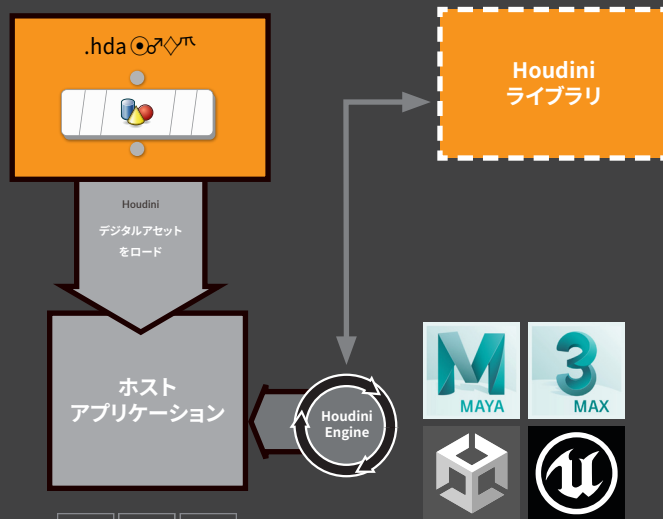 .hda
Houdini
ライブラリ
Houdini
デジタルアセット
をロード
ホスト
アプリケーション
Houdini
Engine
MAYA
3
MAX